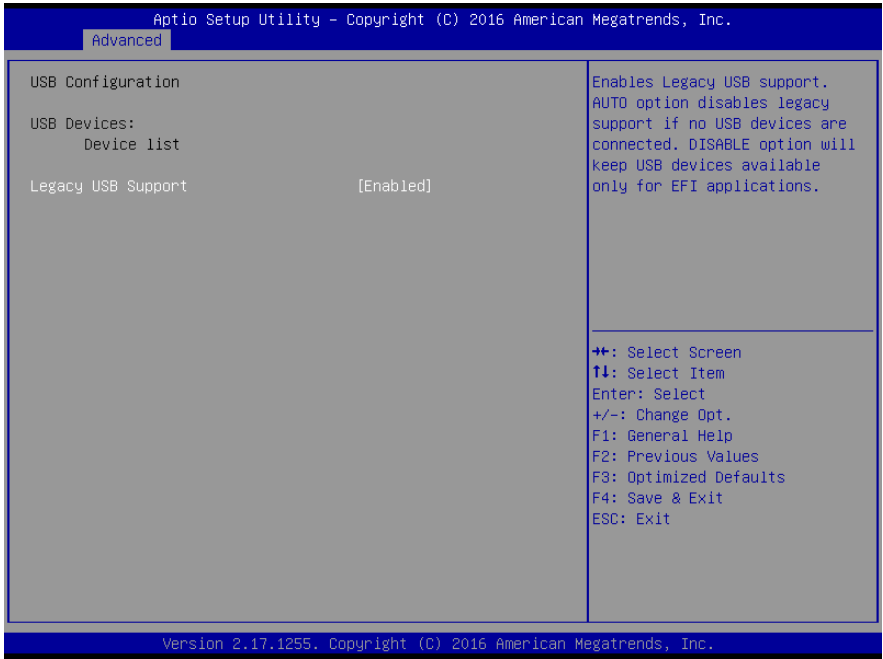 Aptio Setup Utility – Copyright (C) 2016 American Megatrends, Inc.
Advanced
USB Configuration
USB Devices:
Device list
Legacy USB Support [Enabled]
Enables Legacy USB support.
AUTO option disables legacy
support if no USB devices are
connected. DISABLE option will
keep USB devices available
only for EFI applications.
→←: Select Screen
↑↓: Select Item
Enter: Select
+/-: Change Opt.
F1: General Help
F2: Previous Values
F3: Optimized Defaults
F4: Save & Exit
ESC: Exit
Version 2.17.1255. Copyright (C) 2016 American Megatrends, Inc.